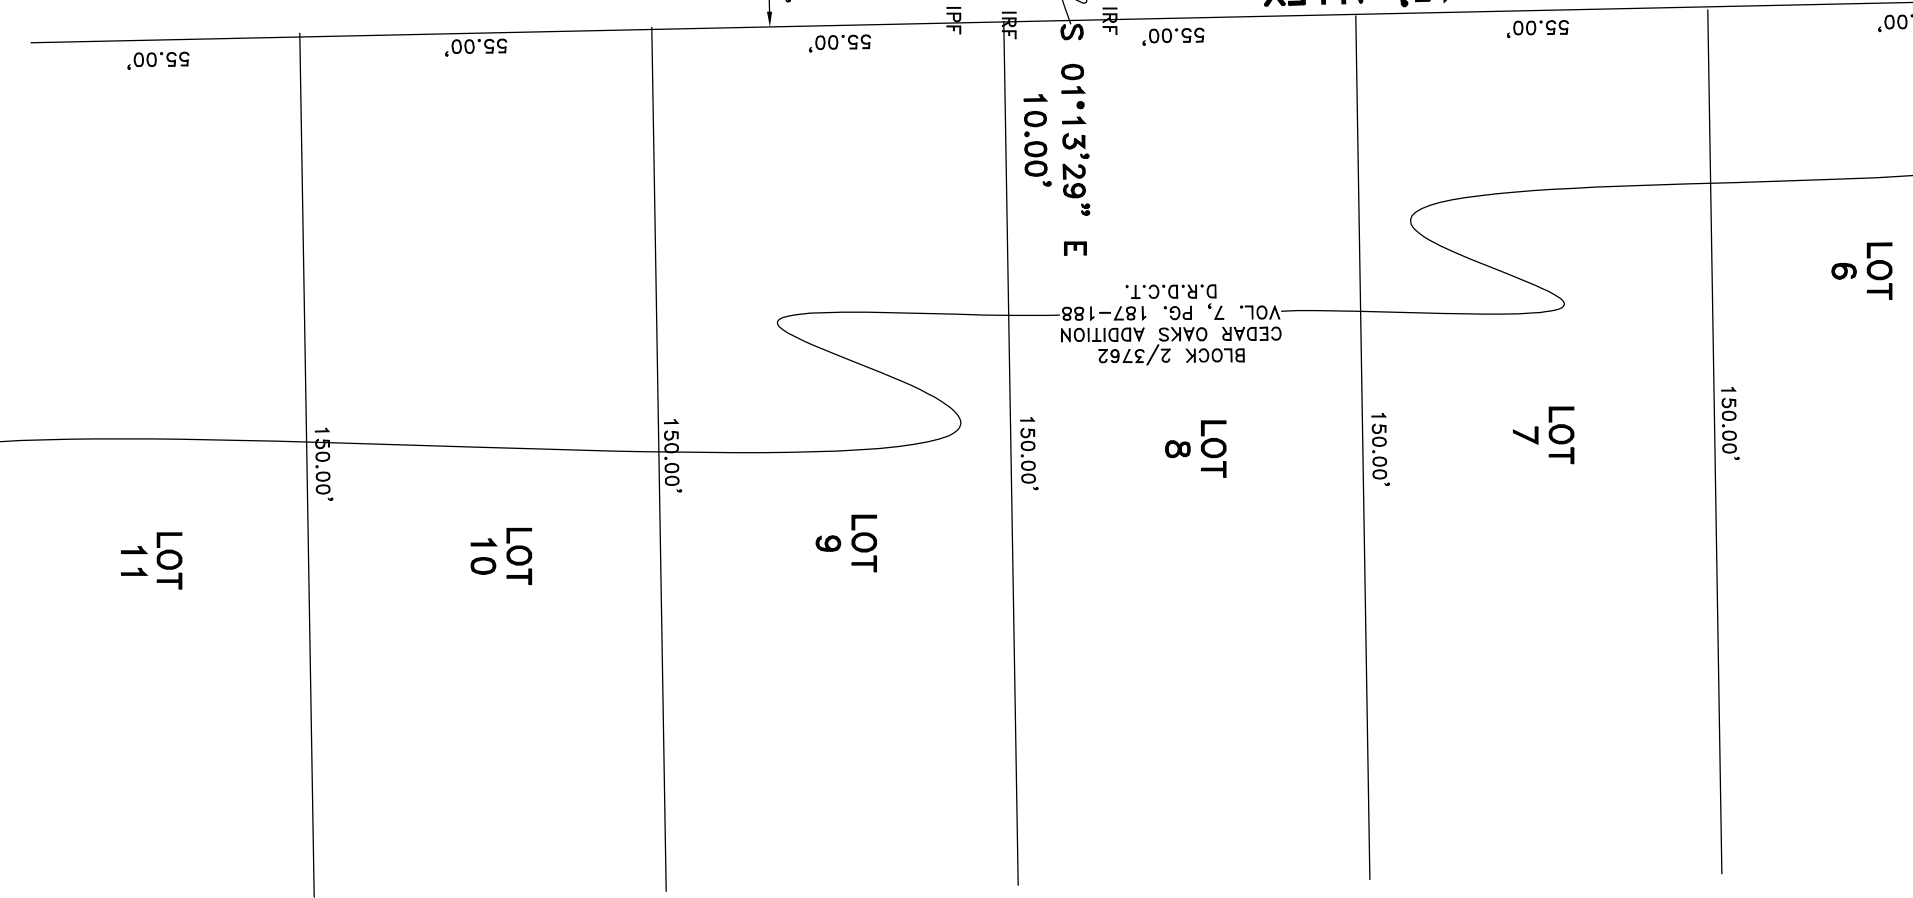 ALLEY
55.00'
55.00'
55.00'
55.00'
55.00'
IPF
IRF
IRF
S 01°13'29" E
10.00'
BLOCK 2/3762
CEDAR OAKS ADDITION
VOL. 7, PG. 187-188
D.R.D.C.T.
150.00'
150.00'
150.00'
150.00'
150.00'
LOT
11
LOT
10
LOT
9
LOT
8
LOT
7
LOT
6